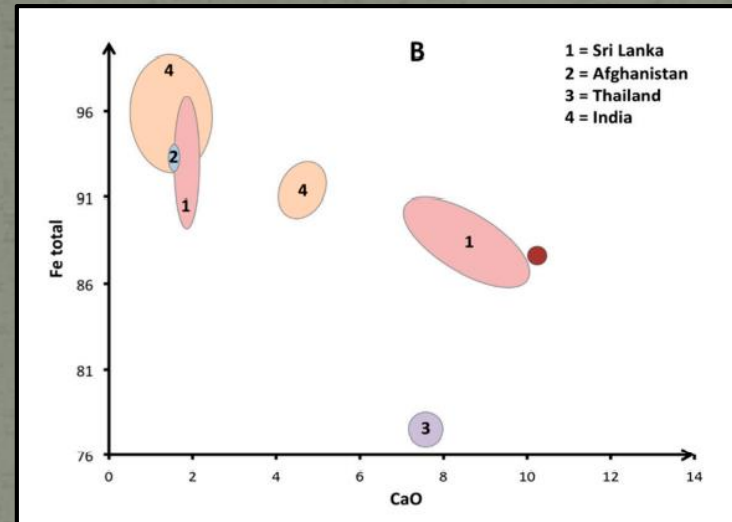 B
1 = Sri Lanka
2 = Afghanistan
3 = Thailand
4 = India
Fe total
96
91
86
81
76
4
2
1
4
1
3
0 2 4 6 8 10 12 14
CaO